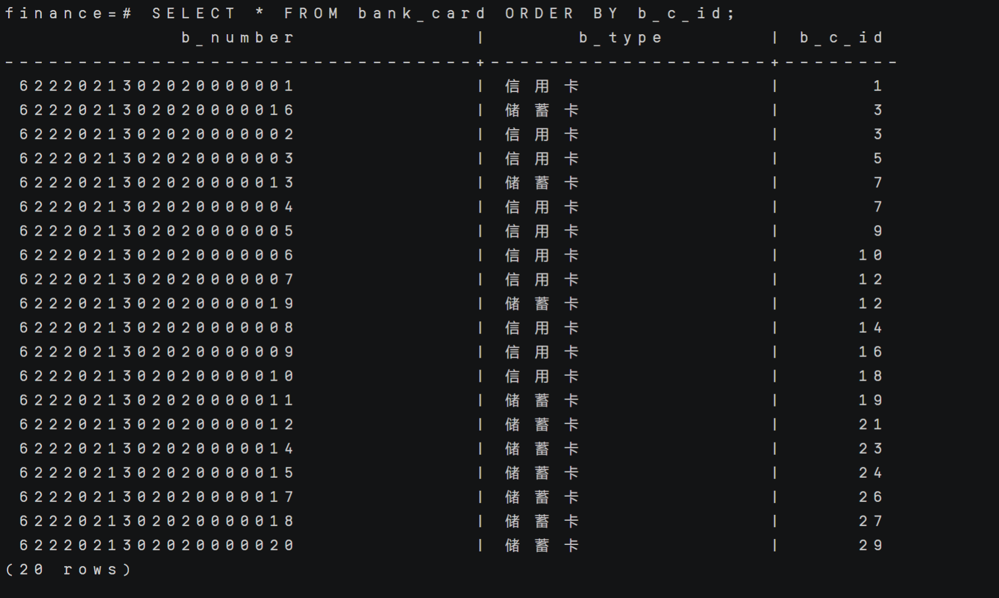 finance=# SELECT * FROM bank_card ORDER BY b_c_id;
b_number | b_type | b_c_id
--------------------------------+-------------------+--------
6222021302020000001 | 信用卡 | 1
6222021302020000016 | 储蓄卡 | 3
6222021302020000002 | 信用卡 | 3
6222021302020000003 | 信用卡 | 5
6222021302020000013 | 储蓄卡 | 7
6222021302020000004 | 信用卡 | 7
6222021302020000005 | 信用卡 | 9
6222021302020000006 | 信用卡 | 10
6222021302020000007 | 信用卡 | 12
6222021302020000019 | 储蓄卡 | 12
6222021302020000008 | 信用卡 | 14
6222021302020000009 | 信用卡 | 16
6222021302020000010 | 信用卡 | 18
6222021302020000011 | 储蓄卡 | 19
6222021302020000012 | 储蓄卡 | 21
6222021302020000014 | 储蓄卡 | 23
6222021302020000015 | 储蓄卡 | 24
6222021302020000017 | 储蓄卡 | 26
6222021302020000018 | 储蓄卡 | 27
6222021302020000020 | 储蓄卡 | 29
(20 rows)